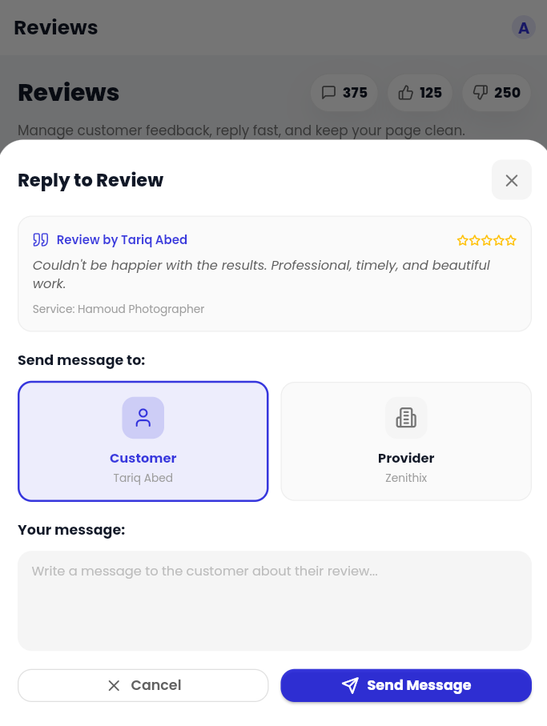 Reviews
A
Reviews
375
125
250
Manage customer feedback, reply fast, and keep your page clean.
Reply to Review
Review by Tariq Abed
Couldn't be happier with the results. Professional, timely, and beautiful
work.
Service: Hamoud Photographer
Send message to:
Customer
Tariq Abed
Provider
Zenithix
Your message:
Write a message to the customer about their review...
Cancel
Send Message